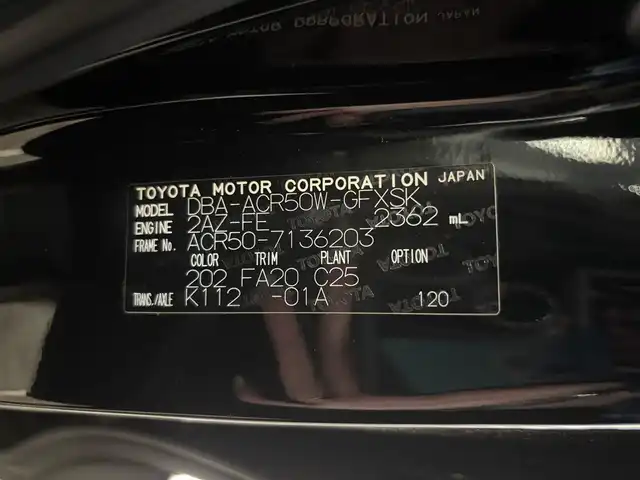 TOYOTA MOTOR CORPORATION JAPAN
MODEL DBA-ACR50W-GFXSK
ENGINE 2AZ-FE 2362 mL
FRAME No. ACR50-7136203
COLOR TRIM PLANT OPTION
202 FA20 C25
TRANS./AXLE K112 -01A 120